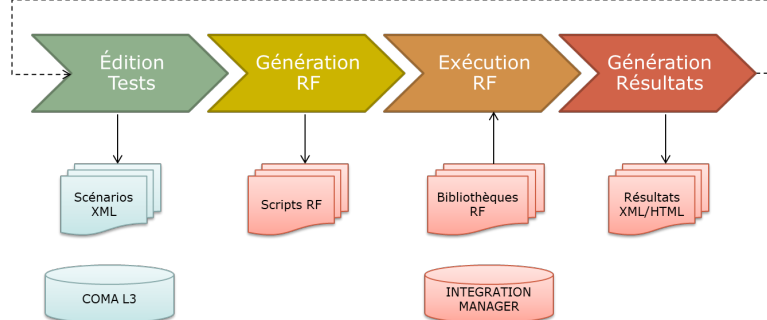 Édition
Tests
Génération
RF
Exécution
RF
Génération
Résultats
Scénarios
XML
Scripts RF
Bibliothèques
RF
Résultats
XML/HTML
COMA L3
INTEGRATION
MANAGER